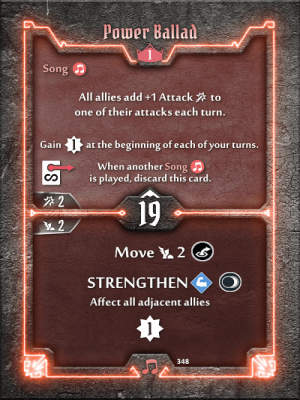 Power Ballad
1
Song
All allies add +1 Attack to
one of their attacks each turn.
Gain 1 at the beginning of each of your turns.
When another Song
is played, discard this card.
2
19
2
Move 2
STRENGTHEN
Affect all adjacent allies
1
348